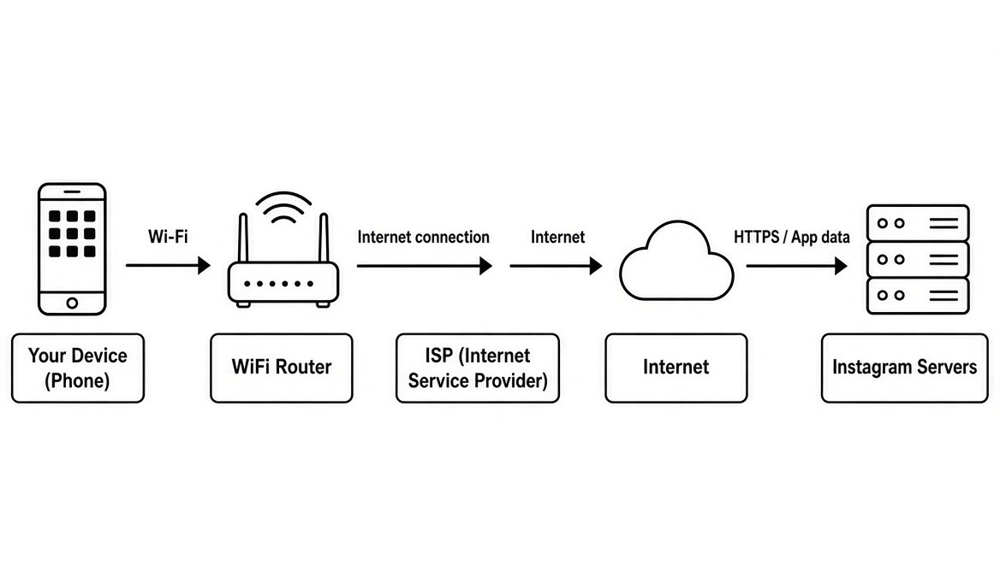 Wi-Fi
Internet connection
Internet
HTTPS / App data
Your Device
(Phone)
WiFi Router
ISP (Internet
Service Provider)
Internet
Instagram Servers